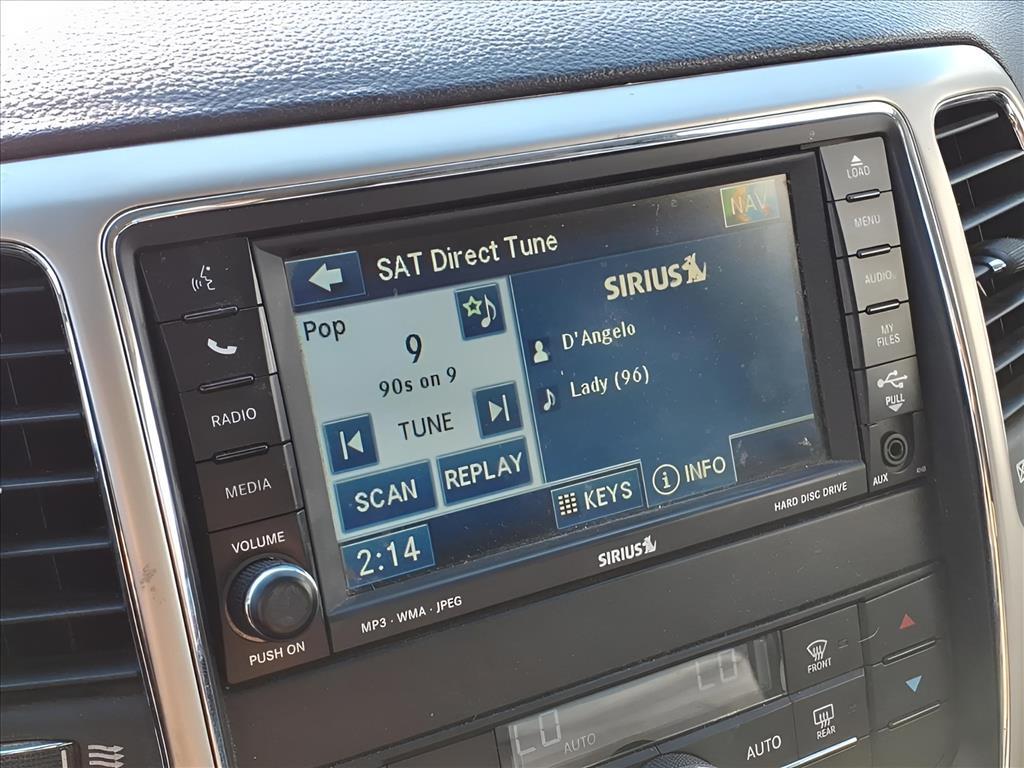 LOAD
NAV
SAT Direct Tune
MENU
SIRIUS
Pop
9
90s on 9
D'Angelo
Lady (96)
AUDIO
MY
FILES
PULL
RADIO
TUNE
MEDIA
SCAN
REPLAY
KEYS
i INFO
AUX
HARD DISC DRIVE
VOLUME
2:14
SIRIUS
MP3 · WMA · JPEG
PUSH ON
FRONT
LO
LO
AUTO
AUTO
REAR